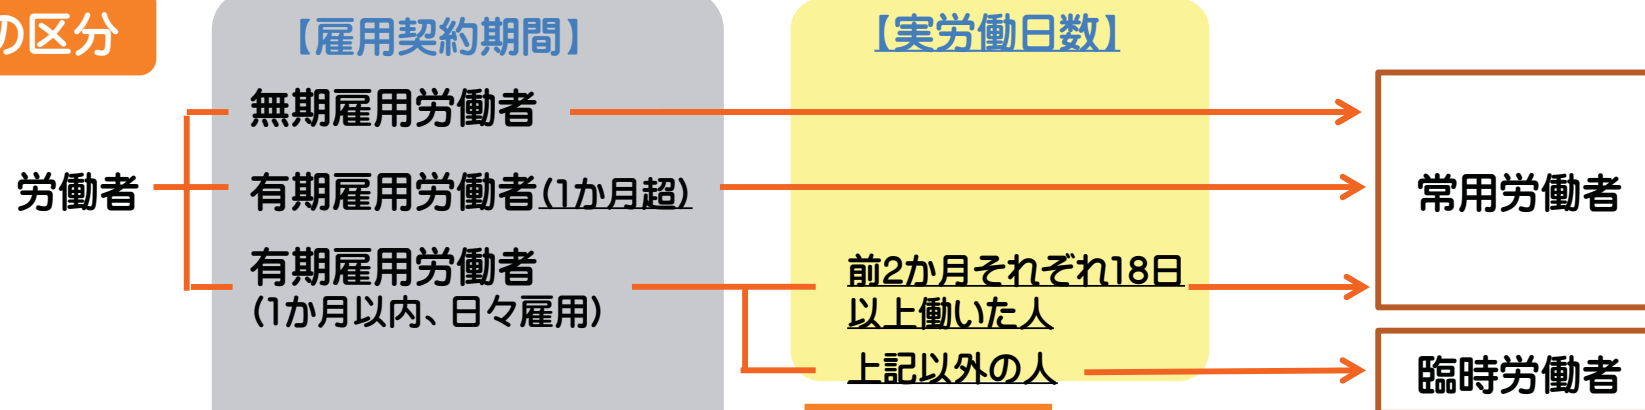 の区分
【雇用契約期間】
【実労働日数】
無期雇用労働者
労働者
有期雇用労働者(1か月超)
常用労働者
有期雇用労働者
(1か月以内、日々雇用)
前2か月それぞれ18日
以上働いた人
上記以外の人
臨時労働者